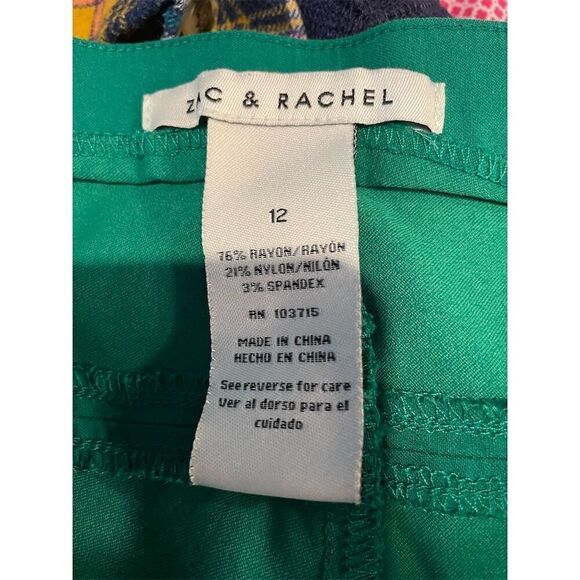 ZAC & RACHEL
12
76% RAYON/RAYÓN
21% NYLON/NILÓN
3% SPANDEX
RN 103715
MADE IN CHINA
HECHO EN CHINA
See reverse for care
Ver al dorso para el
cuidado